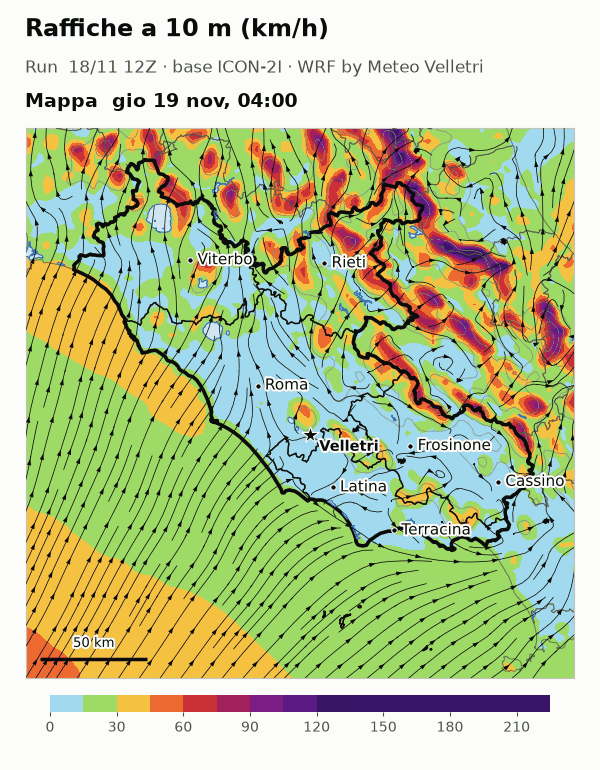 Raffiche a 10 m (km/h)
Run  18/11 12Z · base ICON-2I · WRF by Meteo Velletri
Mappa  gio 19 nov, 04:00
Viterbo
Rieti
Roma
Velletri
Frosinone
Latina
Cassino
Terracina
50 km
0 30 60 90 120 150 180 210